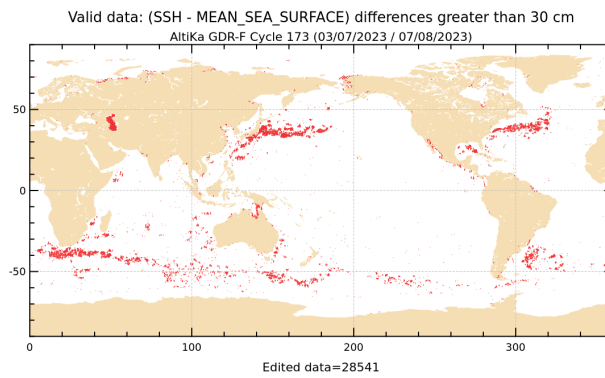 Valid data: (SSH - MEAN_SEA_SURFACE) differences greater than 30 cm
AltiKa GDR-F Cycle 173 (03/07/2023 / 07/08/2023)
50
0
-50
0 100 200 300
Edited data=28541